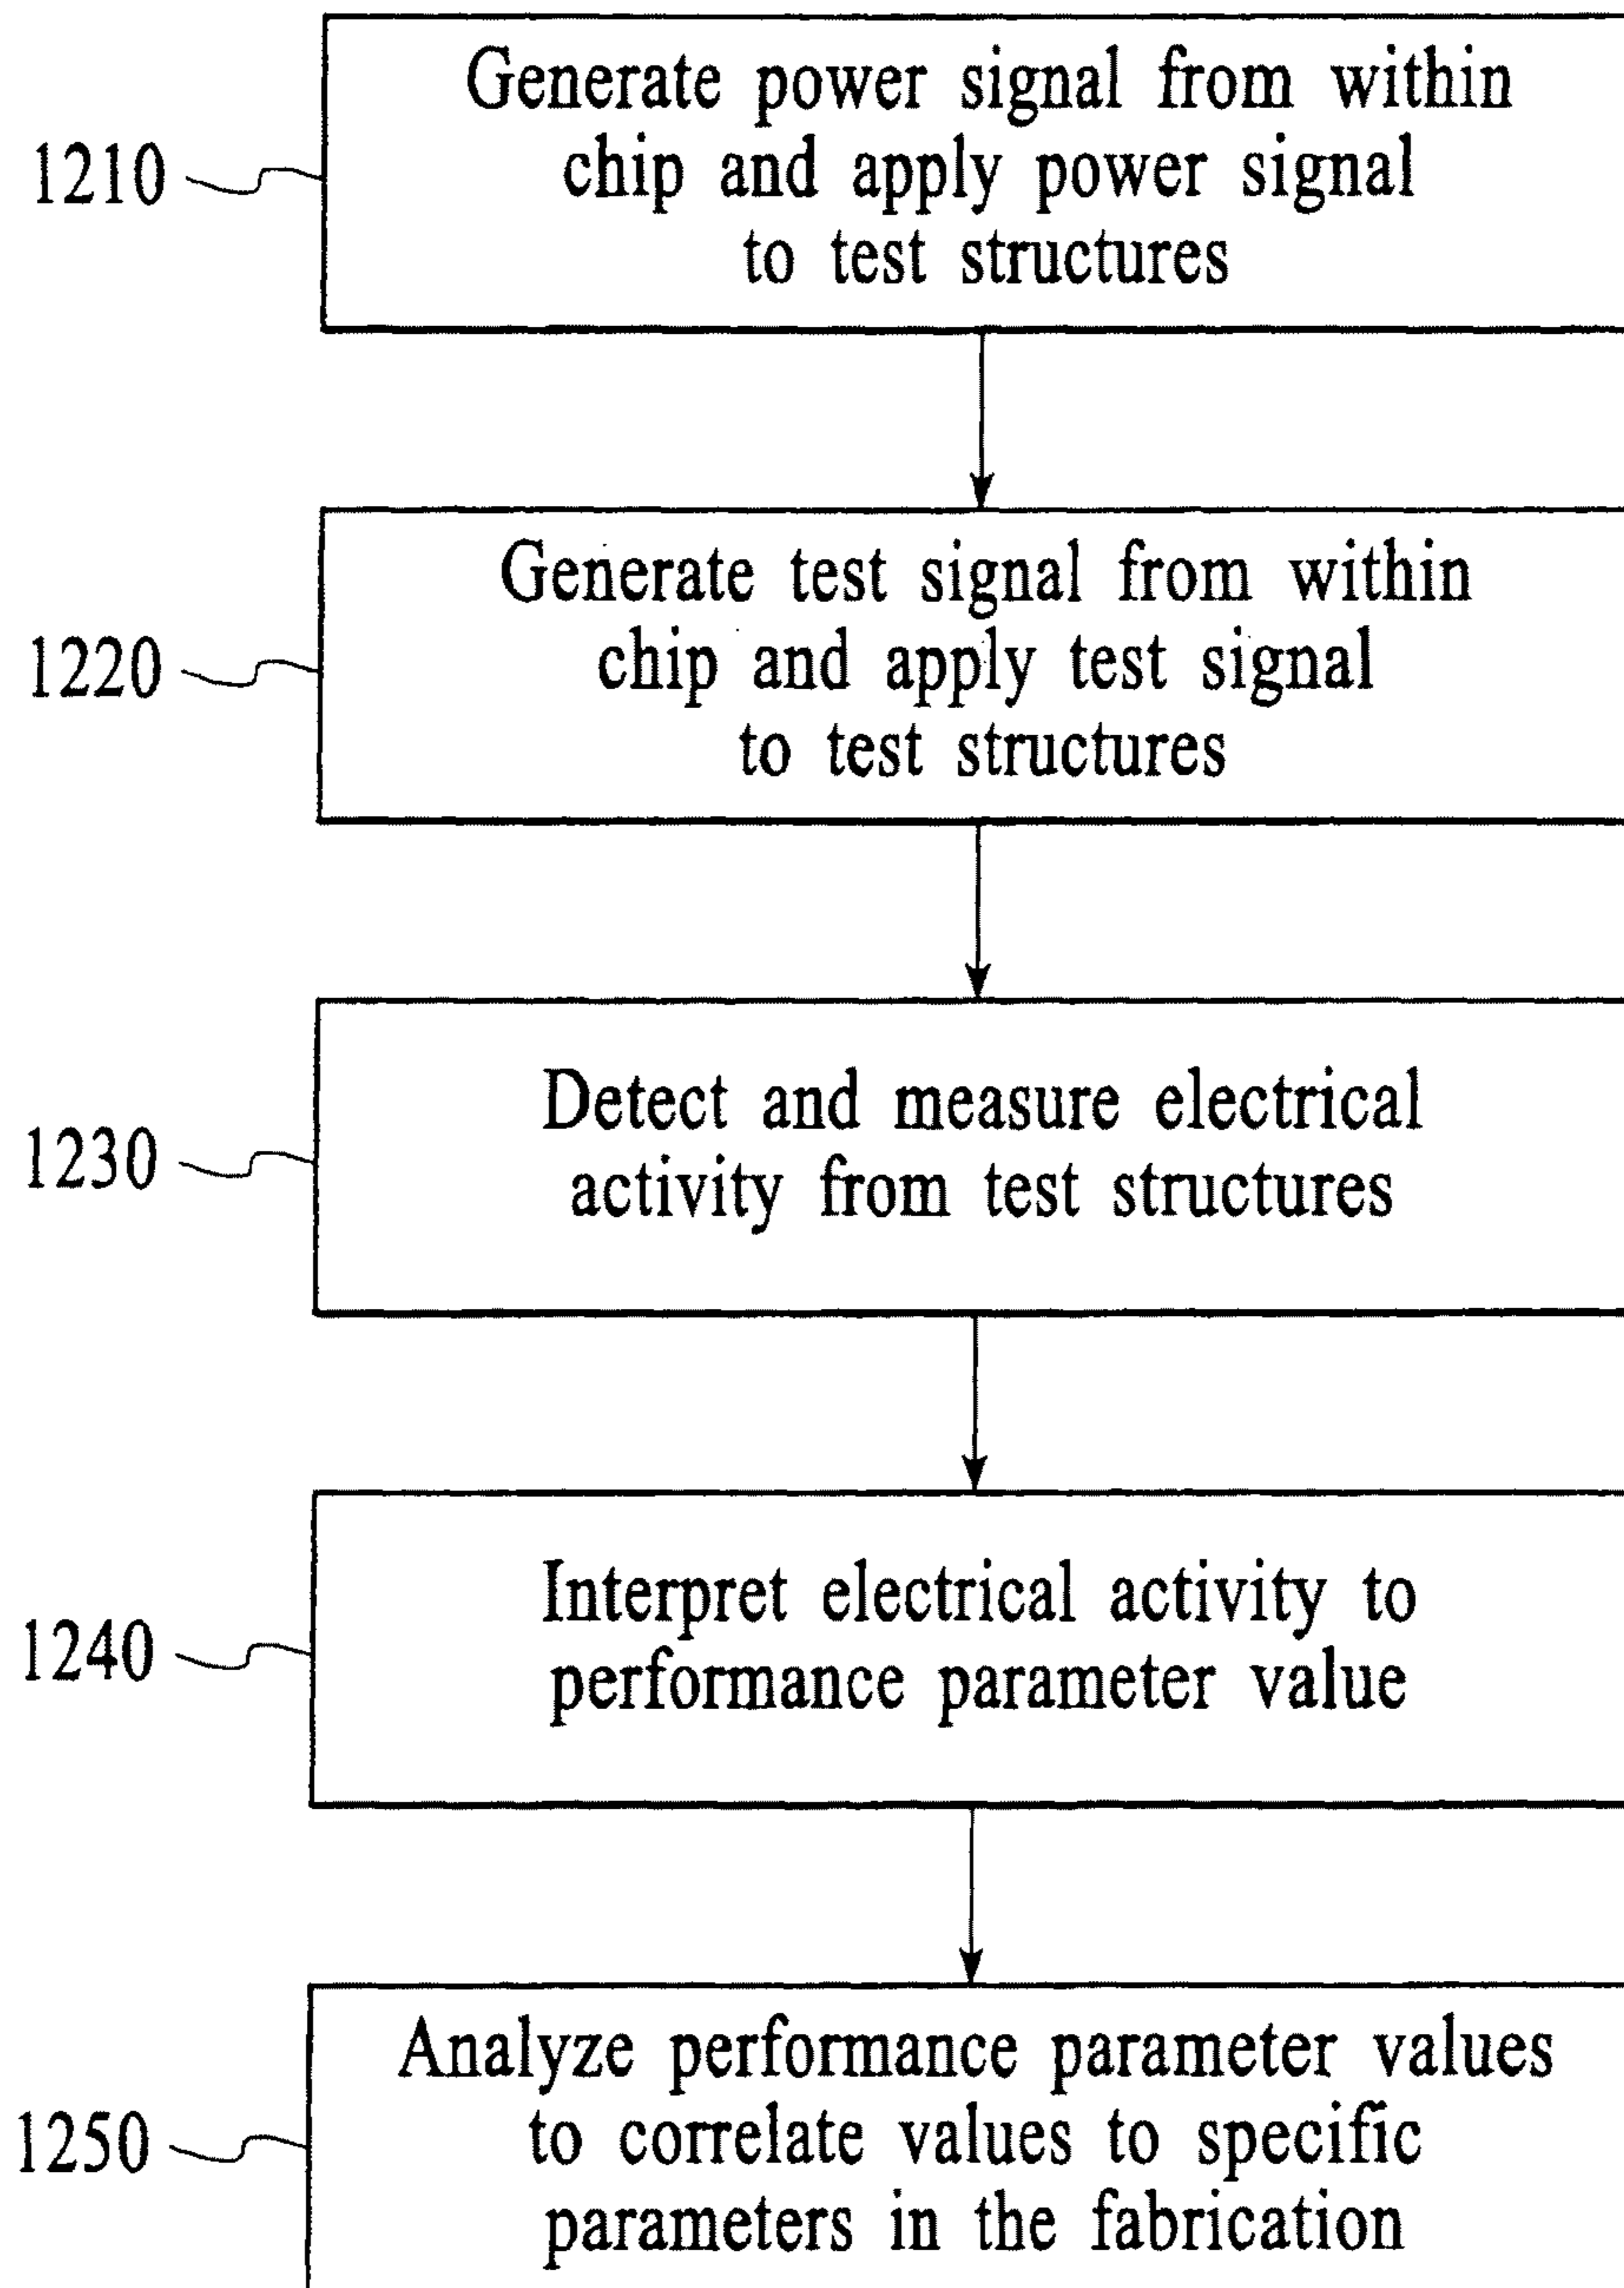 1210
Generate power signal from within
chip and apply power signal
to test structures
1220
Generate test signal from within
chip and apply test signal
to test structures
1230
Detect and measure electrical
activity from test structures
1240
Interpret electrical activity to
performance parameter value
1250
Analyze performance parameter values
to correlate values to specific
parameters in the fabrication